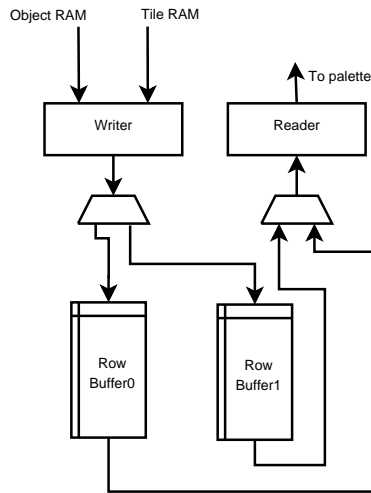 Object RAM
Tile RAM
To palette
Writer
Reader
Row
Buffer0
Row
Buffer1